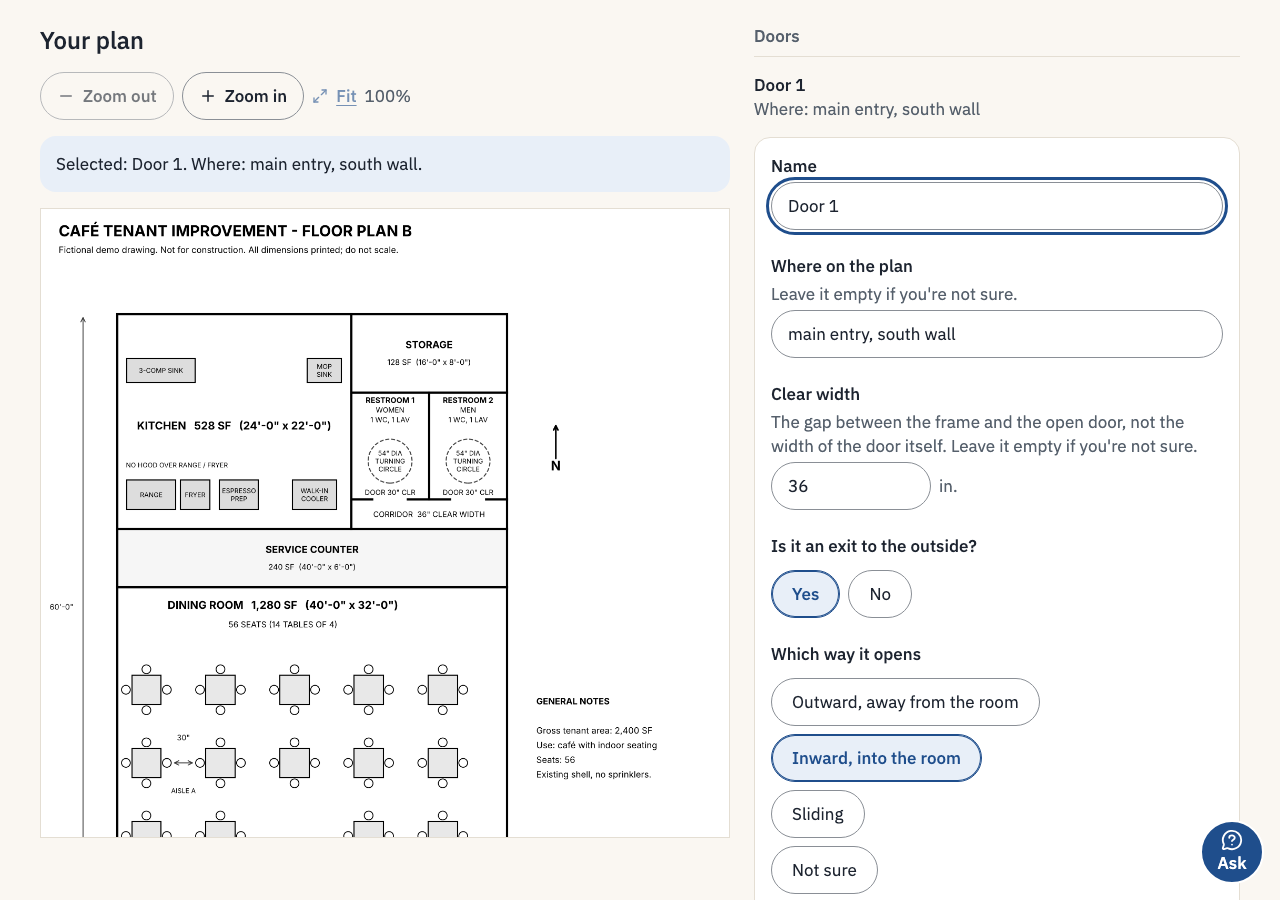 Your plan
Zoom out
Zoom in
Fit
100%
Selected: Door 1. Where: main entry, south wall.
CAFÉ TENANT IMPROVEMENT - FLOOR PLAN B
Fictional demo drawing. Not for construction. All dimensions printed; do not scale.
STORAGE
128 SF (16'-0" x 8'-0")
3-COMP SINK
MOP
SINK
RESTROOM 1
WOMEN
1 WC, 1 LAV
RESTROOM 2
MEN
1 WC, 1 LAV
KITCHEN 528 SF (24'-0" x 22'-0")
54" DIA
TURNING
CIRCLE
54" DIA
TURNING
CIRCLE
N
NO HOOD OVER RANGE / FRYER
RANGE
FRYER
ESPRESSO
PREP
WALK-IN
COOLER
DOOR 30" CLR
DOOR 30" CLR
CORRIDOR 36" CLEAR WIDTH
SERVICE COUNTER
240 SF (40'-0" x 6'-0")
60'-0"
DINING ROOM 1,280 SF (40'-0" x 32'-0")
56 SEATS (14 TABLES OF 4)
30"
AISLE A
GENERAL NOTES
Gross tenant area: 2,400 SF
Use: café with indoor seating
Seats: 56
Existing shell, no sprinklers.
Doors
Door 1
Where: main entry, south wall
Name
Door 1
Where on the plan
Leave it empty if you're not sure.
main entry, south wall
Clear width
The gap between the frame and the open door, not the
width of the door itself. Leave it empty if you're not sure.
36 in.
Is it an exit to the outside?
Yes
No
Which way it opens
Outward, away from the room
Inward, into the room
Sliding
Not sure
Ask